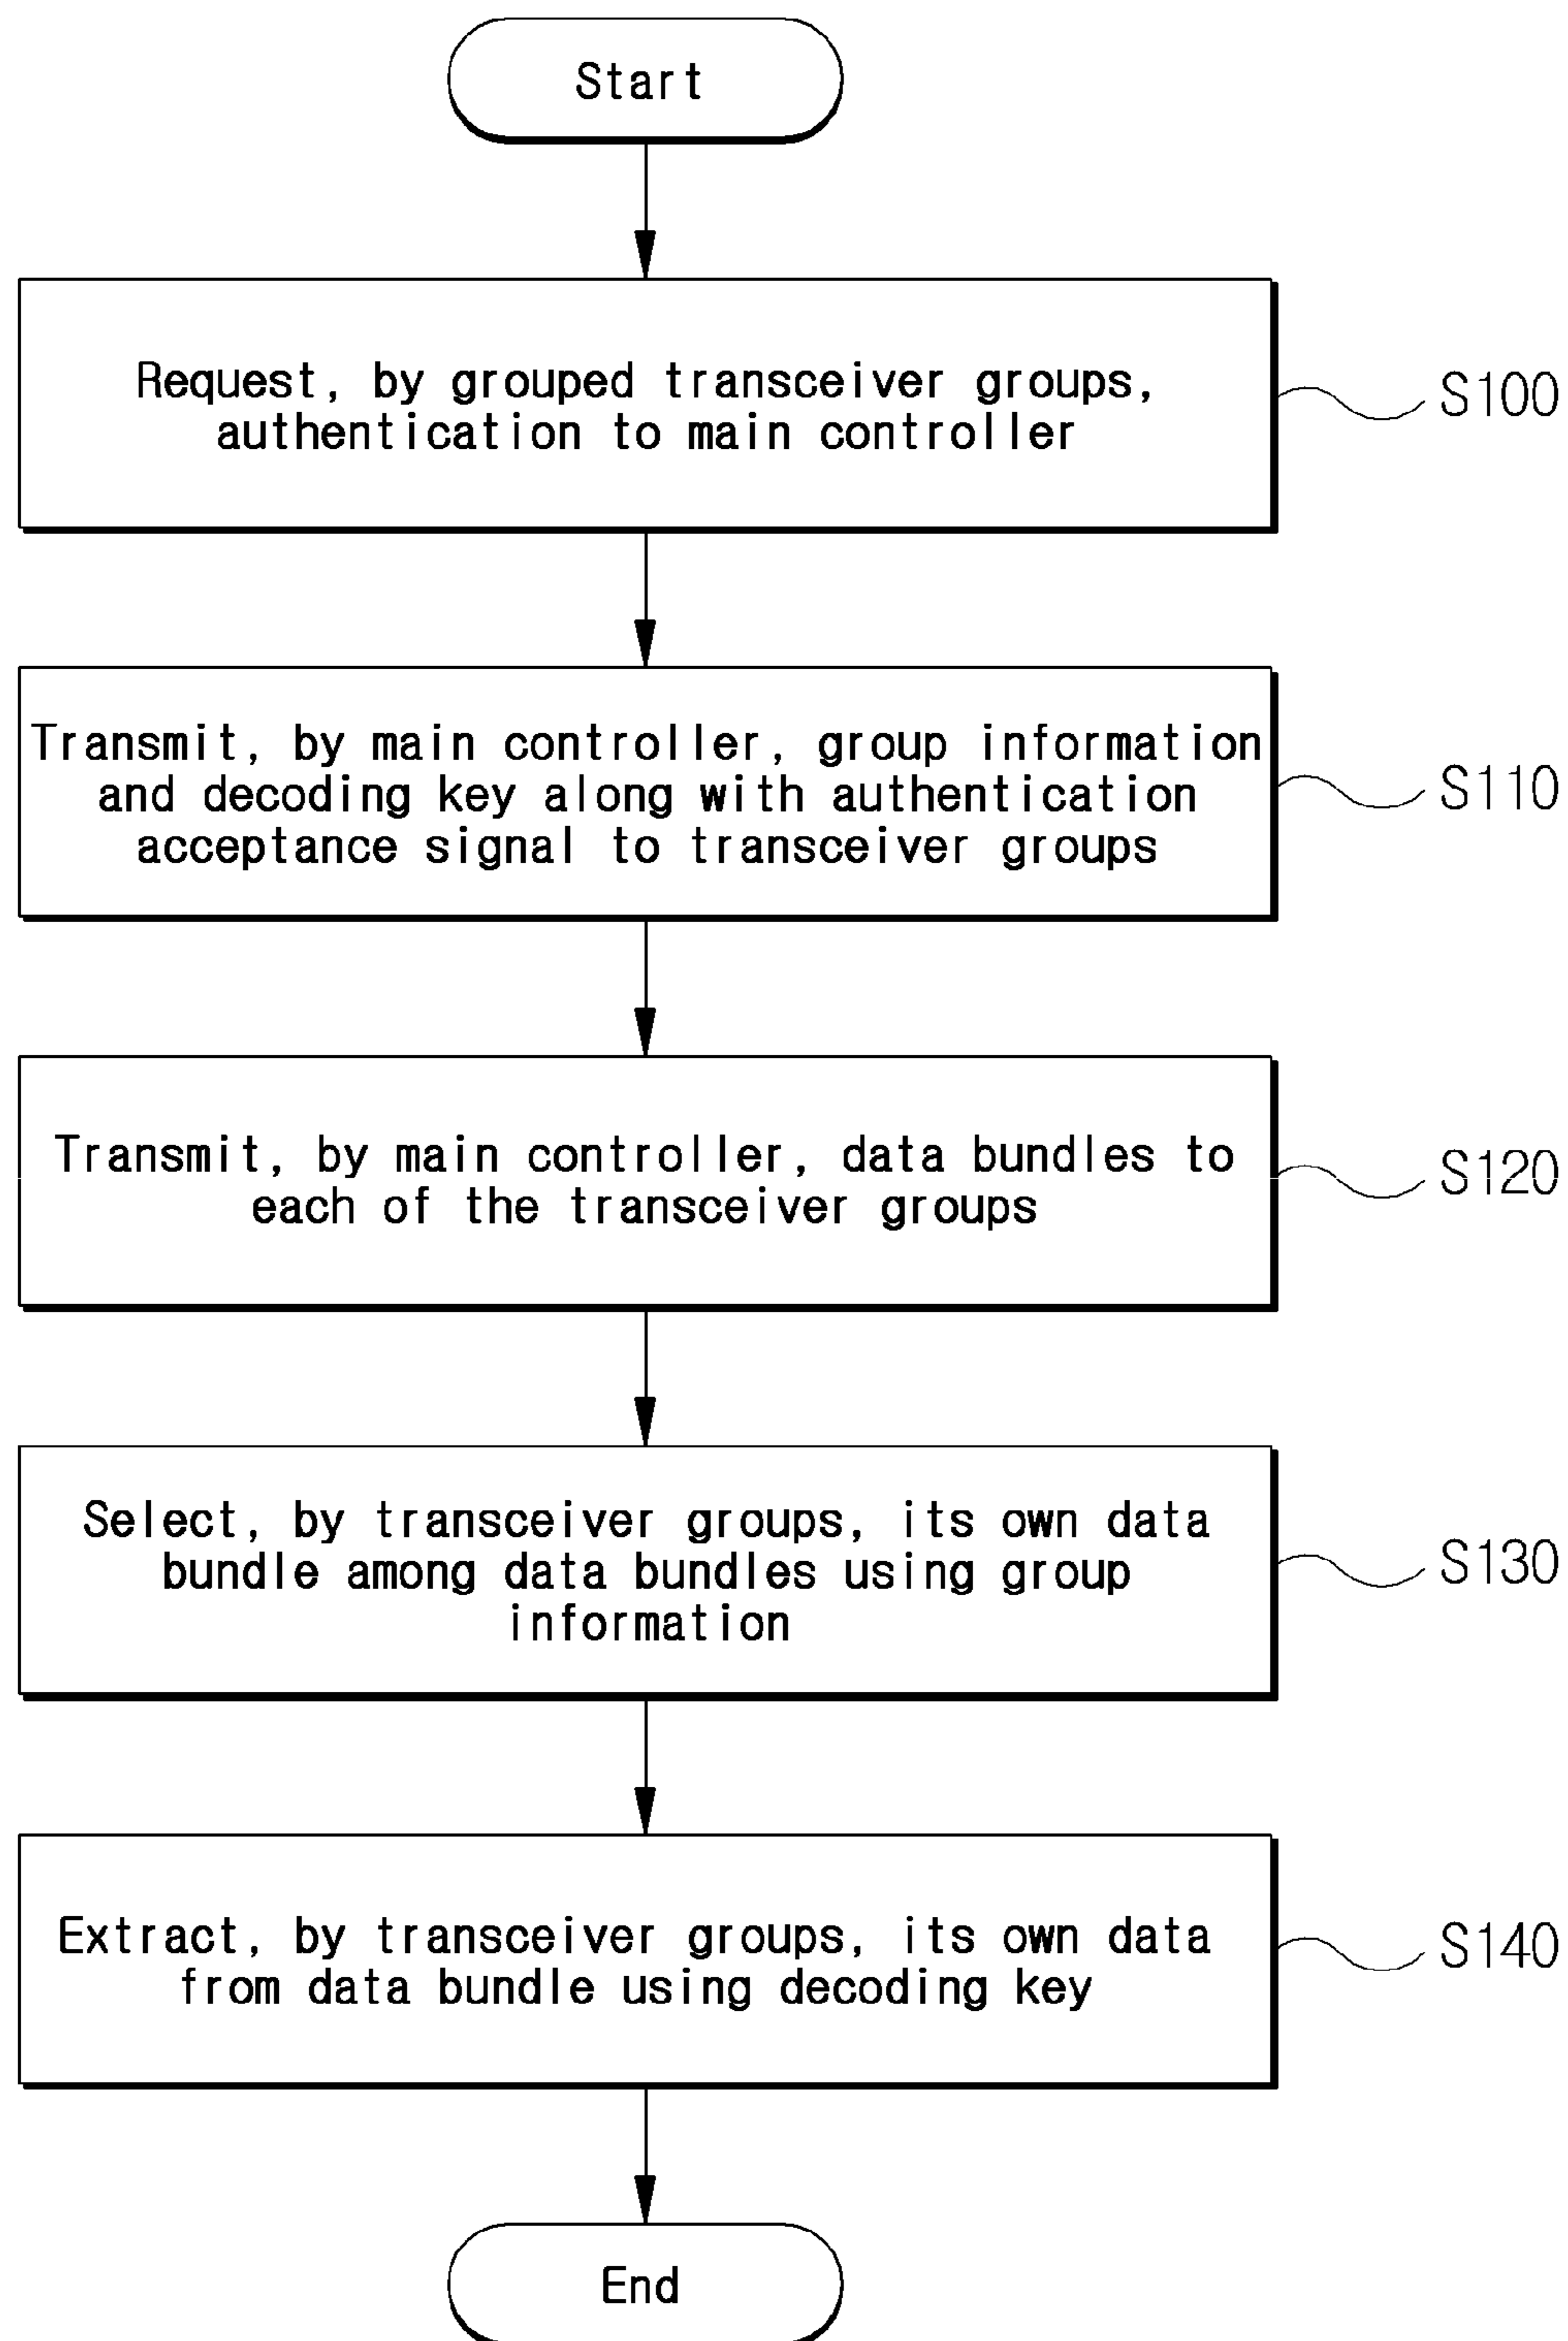 Start
Request, by grouped transceiver groups,
authentication to main controller
S100
Transmit, by main controller, group information
and decoding key along with authentication
acceptance signal to transceiver groups
S110
Transmit, by main controller, data bundles to
each of the transceiver groups
S120
Select, by transceiver groups, its own data
bundle among data bundles using group
information
S130
Extract, by transceiver groups, its own data
from data bundle using decoding key
S140
End